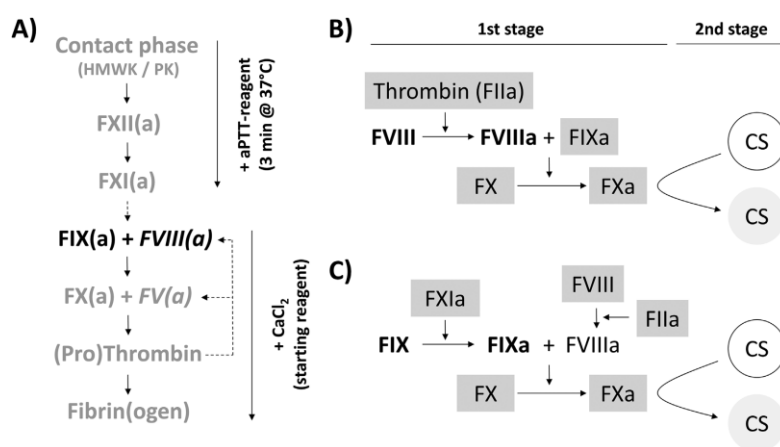 A)
Contact phase
(HMWK / PK)
FXII(a)
FXI(a)
FIX(a) + FVIII(a)
FX(a) + FV(a)
(Pro)Thrombin
Fibrin(ogen)
+ aPTT-reagent
(3 min @ 37°C)
+ CaCl₂
(starting reagent)
B)
1st stage
2nd stage
Thrombin (FIIa)
FVIII
FVIIIa +
FIXa
FX
FXa
CS
CS
C)
FXIa
FVIII
FIIa
FIX
FIXa + FVIIIa
FX
FXa
CS
CS